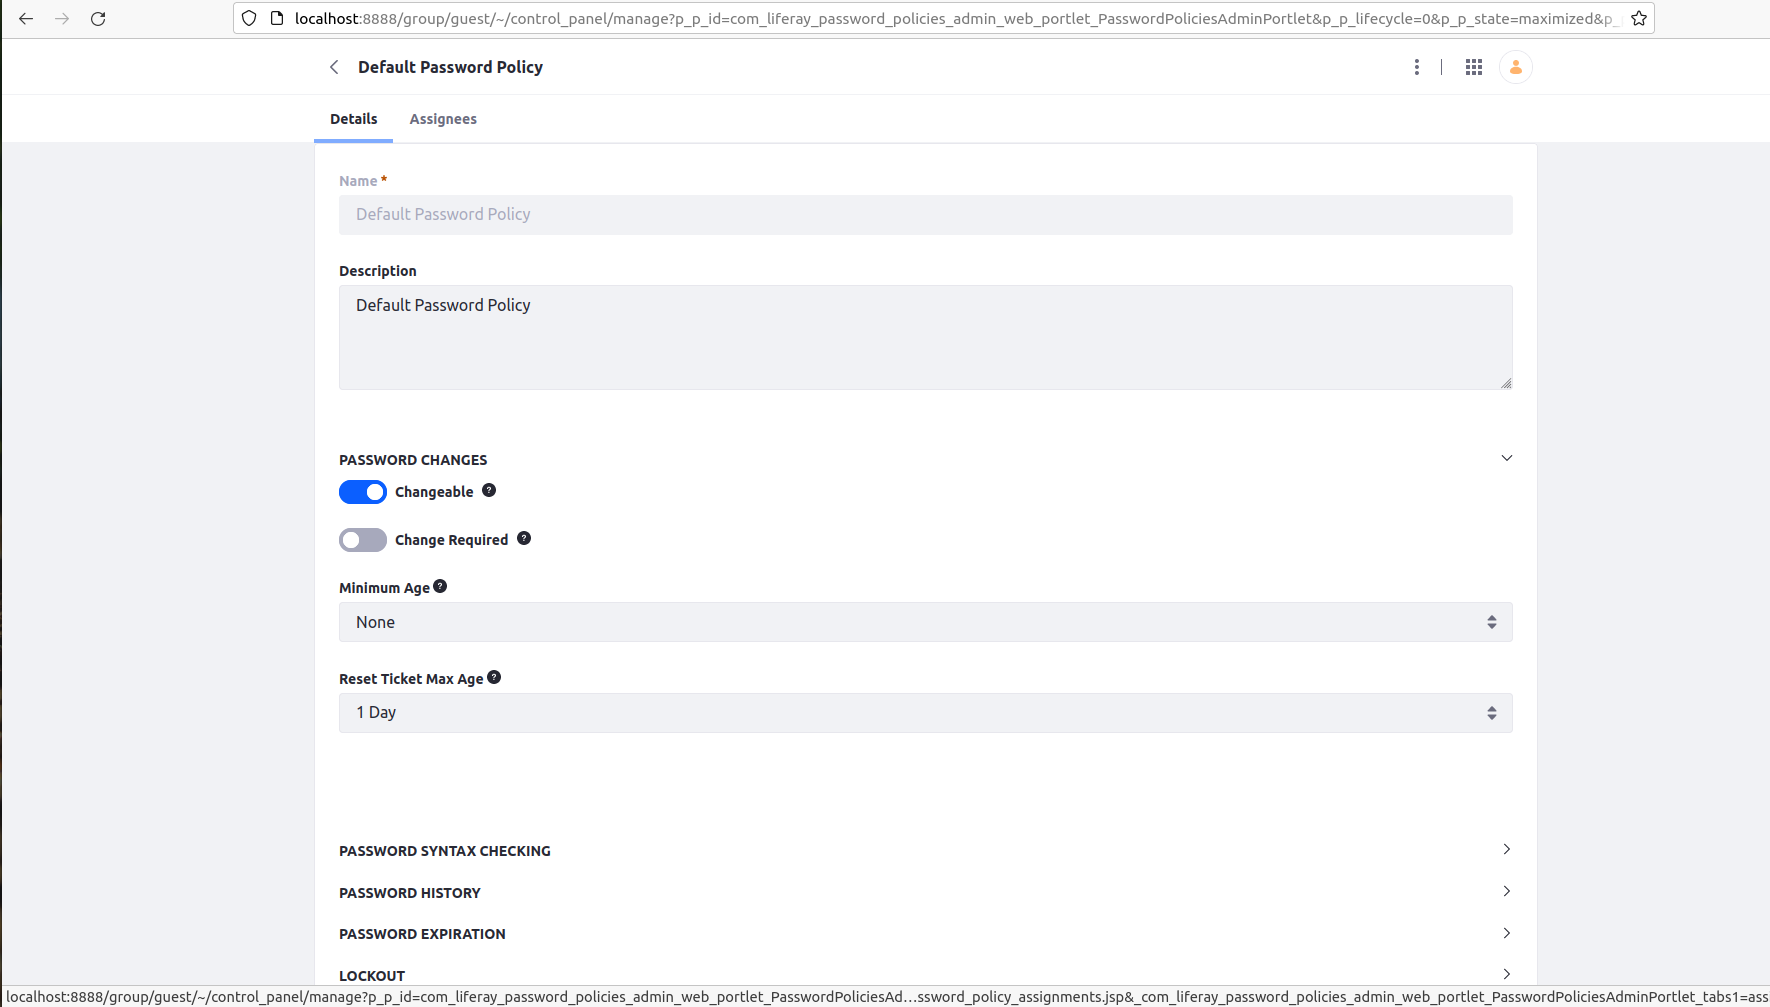 localhost:8888/group/guest/~/control_panel/manage?p_p_id=com_liferay_password_policies_admin_web_portlet_PasswordPoliciesAdminPortlet&p_p_lifecycle=0&p_p_state=maximized&p_
Default Password Policy
Details Assignees
Name *
Default Password Policy
Description
Default Password Policy
PASSWORD CHANGES
Changeable ?
Change Required ?
Minimum Age ?
None
Reset Ticket Max Age ?
1 Day
PASSWORD SYNTAX CHECKING
PASSWORD HISTORY
PASSWORD EXPIRATION
LOCKOUT
localhost:8888/group/guest/~/control_panel/manage?p_p_id=com_liferay_password_policies_admin_web_portlet_PasswordPoliciesAd…ssword_policy_assignments.jsp&_com_liferay_password_policies_admin_web_portlet_PasswordPoliciesAdminPortlet_tabs1=ass